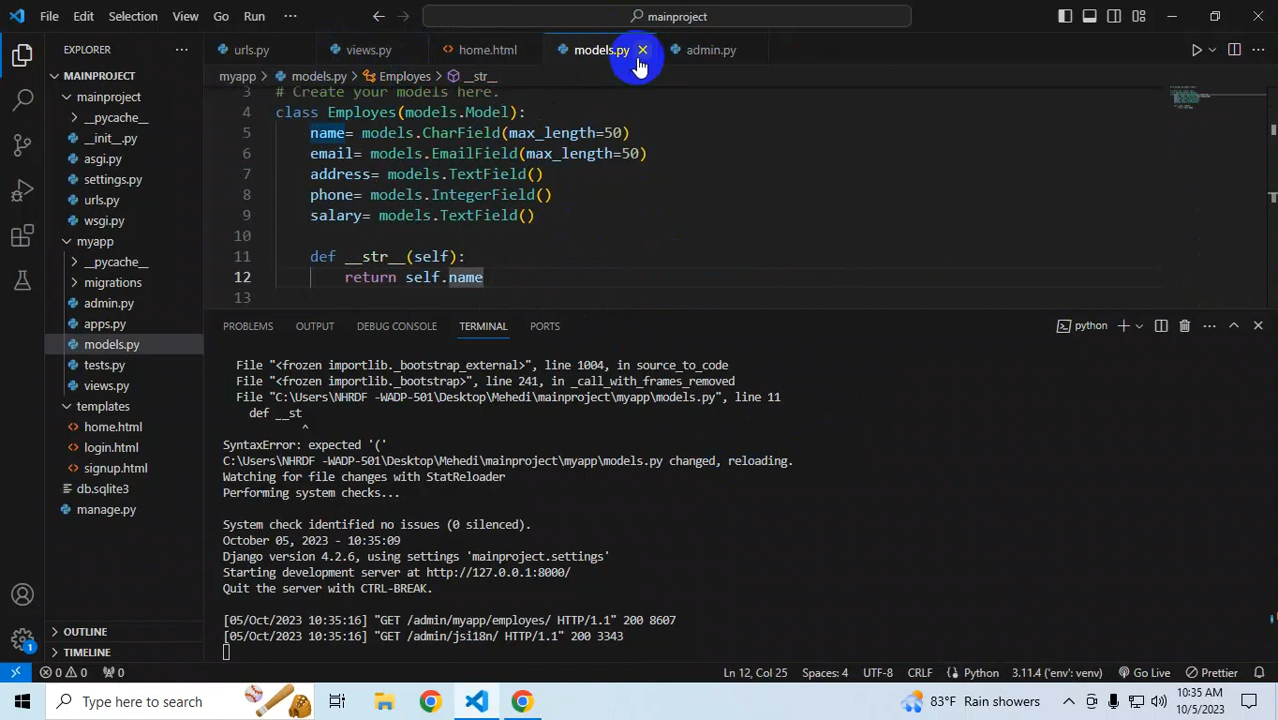 File Edit Selection View Go Run ··· mainproject
EXPLORER ··· urls.py views.py home.html models.py admin.py
MAINPROJECT
mainproject
__pycache__
__init__.py
asgi.py
settings.py
urls.py
wsgi.py
myapp
__pycache__
migrations
admin.py
apps.py
models.py
tests.py
views.py
templates
home.html
login.html
signup.html
db.sqlite3
manage.py
OUTLINE
TIMELINE
myapp > models.py > Employes > __str__
3 # Create your models here.
4 class Employes(models.Model):
5 name= models.CharField(max_length=50)
6 email= models.EmailField(max_length=50)
7 address= models.TextField()
8 phone= models.IntegerField()
9 salary= models.TextField()
10
11 def __str__(self):
12 return self.name
13
PROBLEMS OUTPUT DEBUG CONSOLE TERMINAL PORTS python
File "<frozen importlib._bootstrap_external>", line 1004, in source_to_code
File "<frozen importlib._bootstrap>", line 241, in _call_with_frames_removed
File "C:\Users\NHRDF -WADP-501\Desktop\Mehedi\mainproject\myapp\models.py", line 11
def __st
^
SyntaxError: expected '('
C:\Users\NHRDF -WADP-501\Desktop\Mehedi\mainproject\myapp\models.py changed, reloading.
Watching for file changes with StatReloader
Performing system checks...
System check identified no issues (0 silenced).
October 05, 2023 - 10:35:09
Django version 4.2.6, using settings 'mainproject.settings'
Starting development server at http://127.0.0.1:8000/
Quit the server with CTRL-BREAK.
[05/Oct/2023 10:35:16] "GET /admin/myapp/employes/ HTTP/1.1" 200 8607
[05/Oct/2023 10:35:16] "GET /admin/jsi18n/ HTTP/1.1" 200 3343
1
0 0 0 Ln 12, Col 25 Spaces: 4 UTF-8 CRLF Python 3.11.4 ('env': venv) Go Live Prettier
Type here to search 83°F Rain showers 10:35 AM
10/5/2023